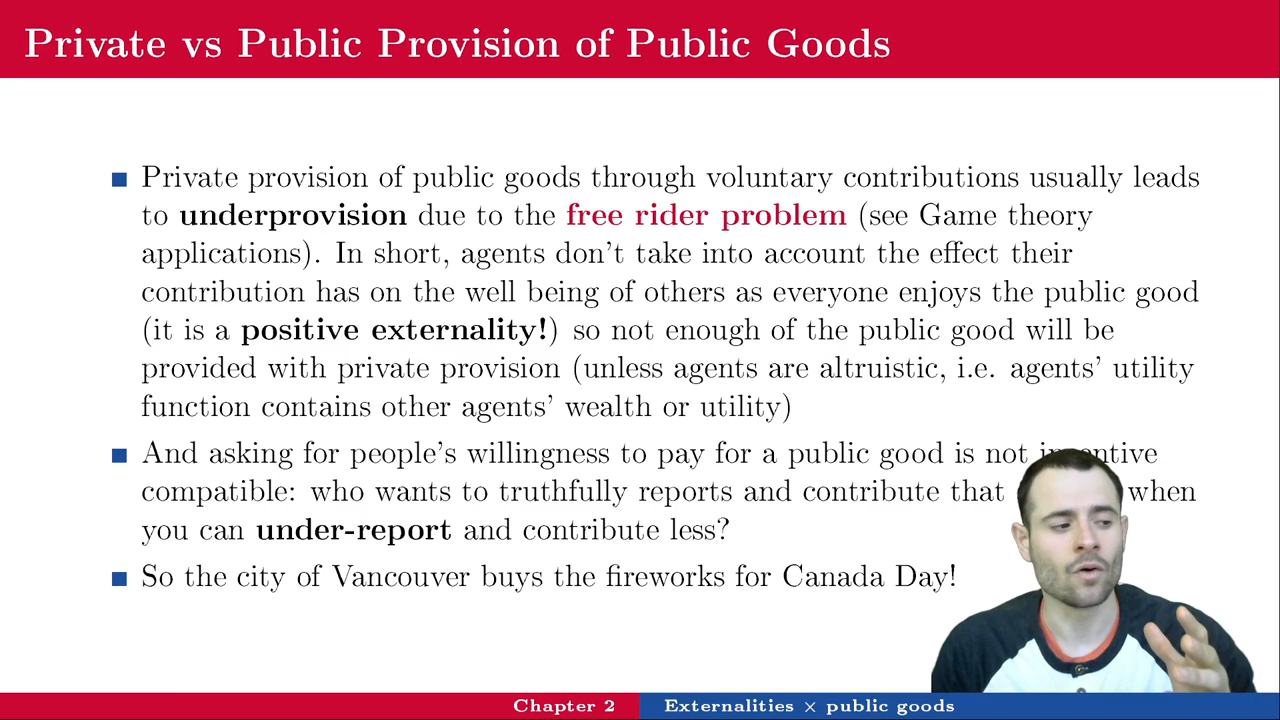 Private vs Public Provision of Public Goods
Private provision of public goods through voluntary contributions usually leads
to underprovision due to the free rider problem (see Game theory
applications). In short, agents don't take into account the effect their
contribution has on the well being of others as everyone enjoys the public good
(it is a positive externality!) so not enough of the public good will be
provided with private provision (unless agents are altruistic, i.e. agents' utility
function contains other agents' wealth or utility)
And asking for people's willingness to pay for a public good is not incentive
compatible: who wants to truthfully reports and contribute that when
you can under-report and contribute less?
So the city of Vancouver buys the fireworks for Canada Day!
Chapter 2
Externalities × public goods